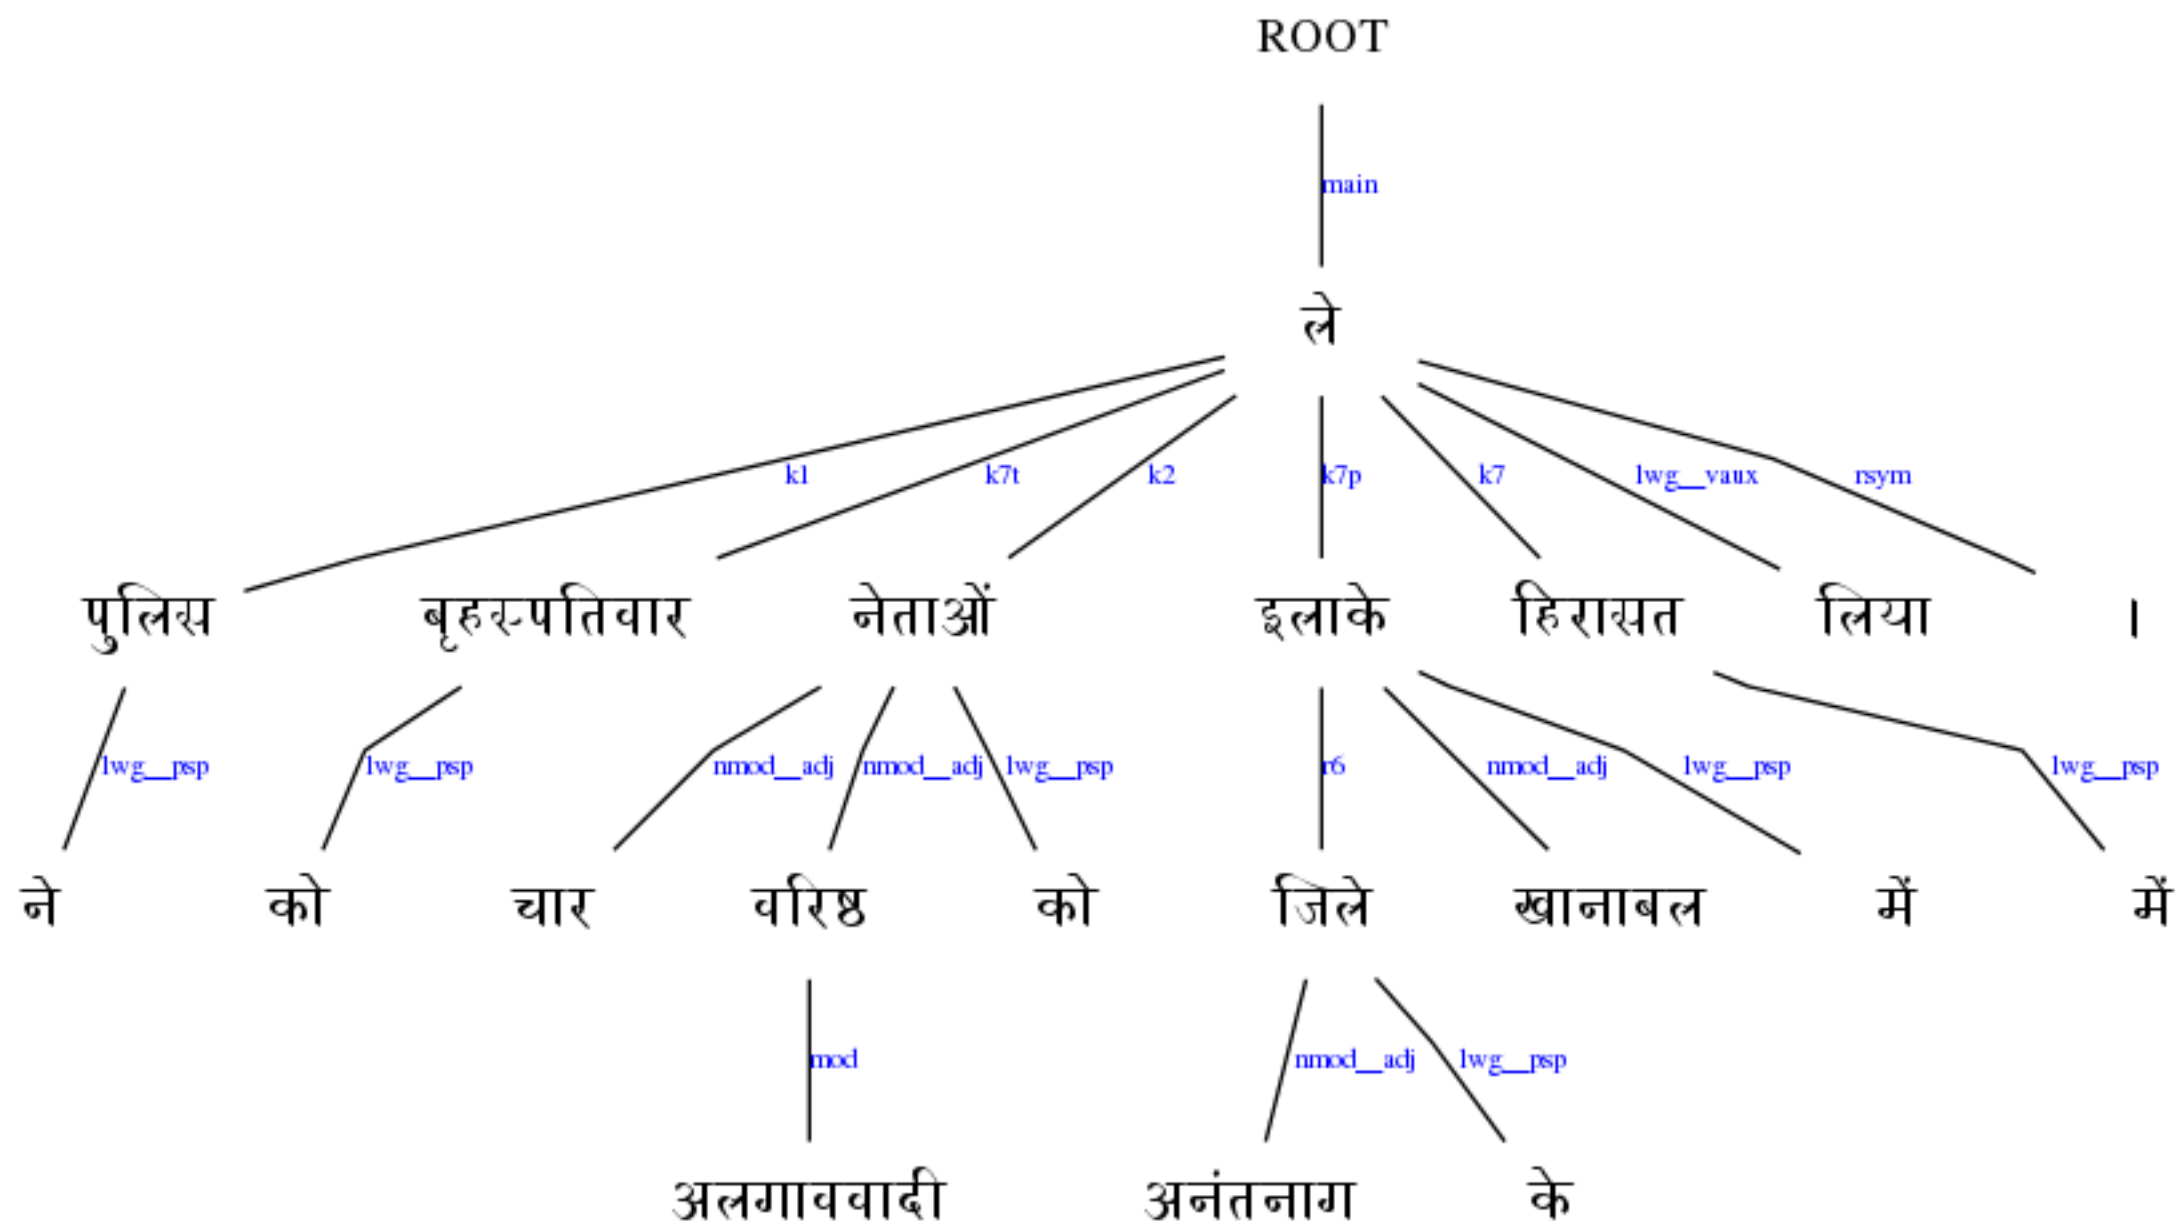 ROOT
main
ले
k1 k7t k2 k7p k7 lwg__vaux rsym
पुलिस बृहस्पतिवार नेताओं इलाके हिरासत लिया ।
lwg__psp lwg__psp nmod__adj nmod__adj lwg__psp r6 nmod__adj lwg__psp lwg__psp
ने को चार वरिष्ठ को जिले खानाबल में में
mod nmod__adj lwg__psp
अलगाववादी अनंतनाग के